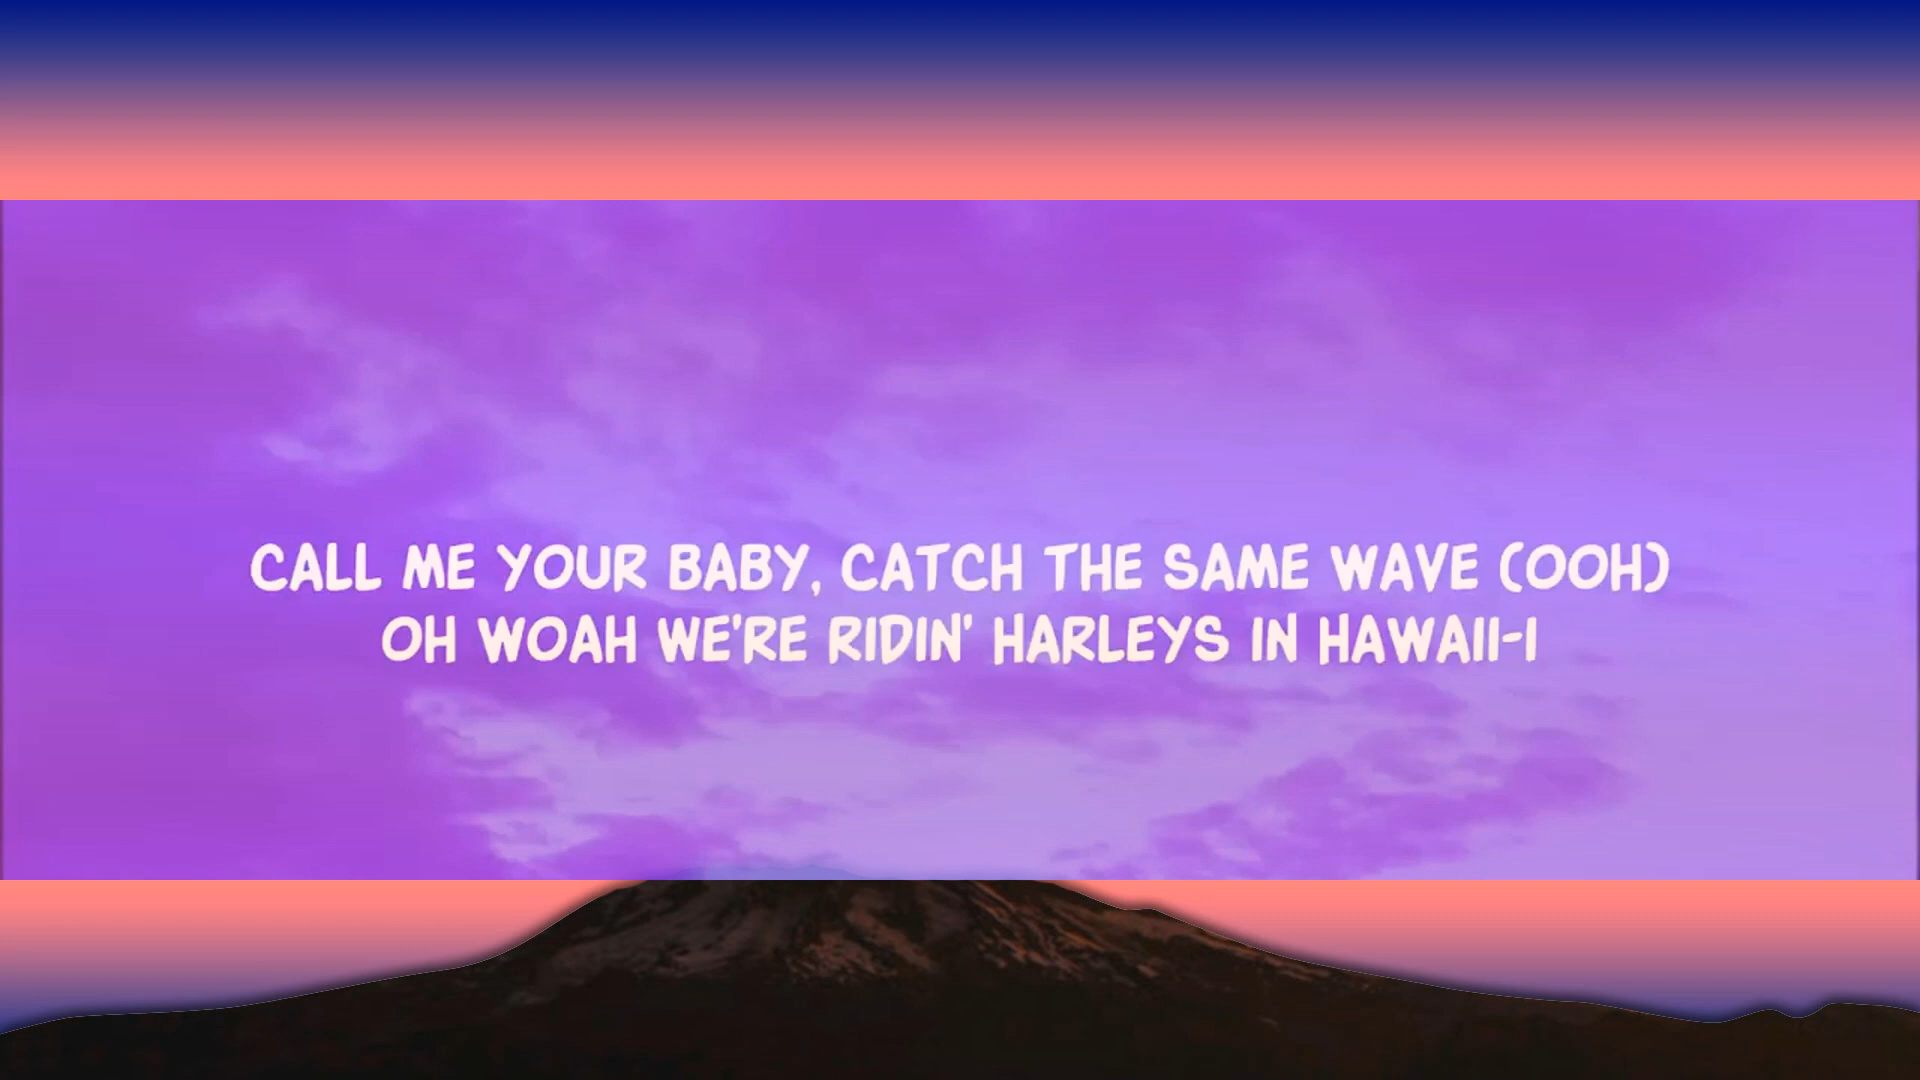 CALL ME YOUR BABY, CATCH THE SAME WAVE (OOH)
OH WOAH WE'RE RIDIN' HARLEYS IN HAWAII-I